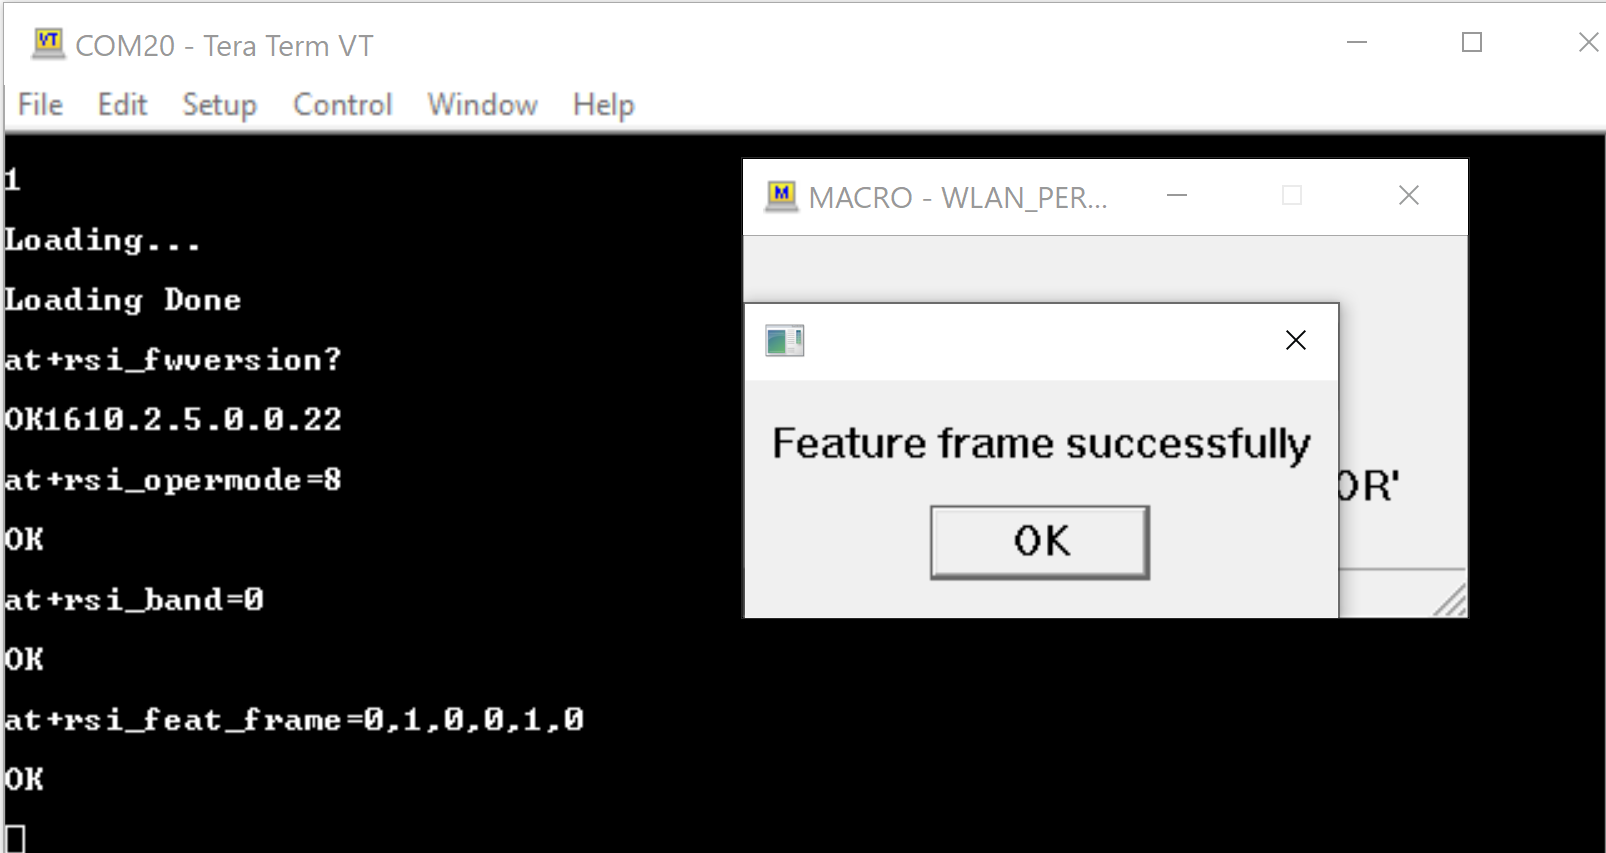 COM20 - Tera Term VT
File Edit Setup Control Window Help
1
Loading...
Loading Done
at+rsi_fwversion?
OK1610.2.5.0.0.22
at+rsi_opermode=8
OK
at+rsi_band=0
OK
at+rsi_feat_frame=0,1,0,0,1,0
OK
MACRO - WLAN_PER...
Feature frame successfully
OK
OR'